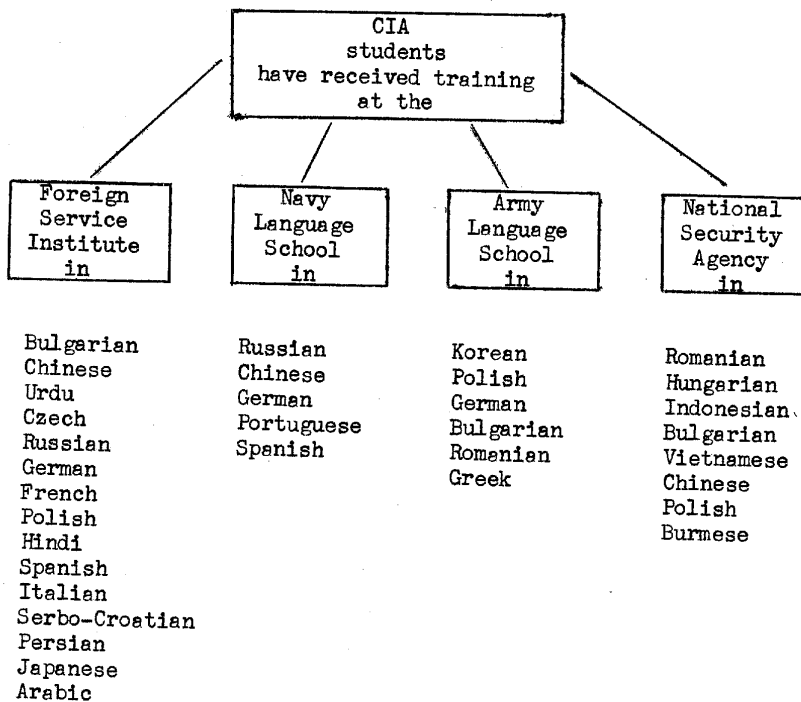 CIA
students
have received training
at the
Foreign
Service
Institute
in
Navy
Language
School
in
Army
Language
School
in
National
Security
Agency
in
Bulgarian
Chinese
Urdu
Czech
Russian
German
French
Polish
Hindi
Spanish
Italian
Serbo-Croatian
Persian
Japanese
Arabic
Russian
Chinese
German
Portuguese
Spanish
Korean
Polish
German
Bulgarian
Romanian
Greek
Romanian
Hungarian
Indonesian
Bulgarian
Vietnamese
Chinese
Polish
Burmese